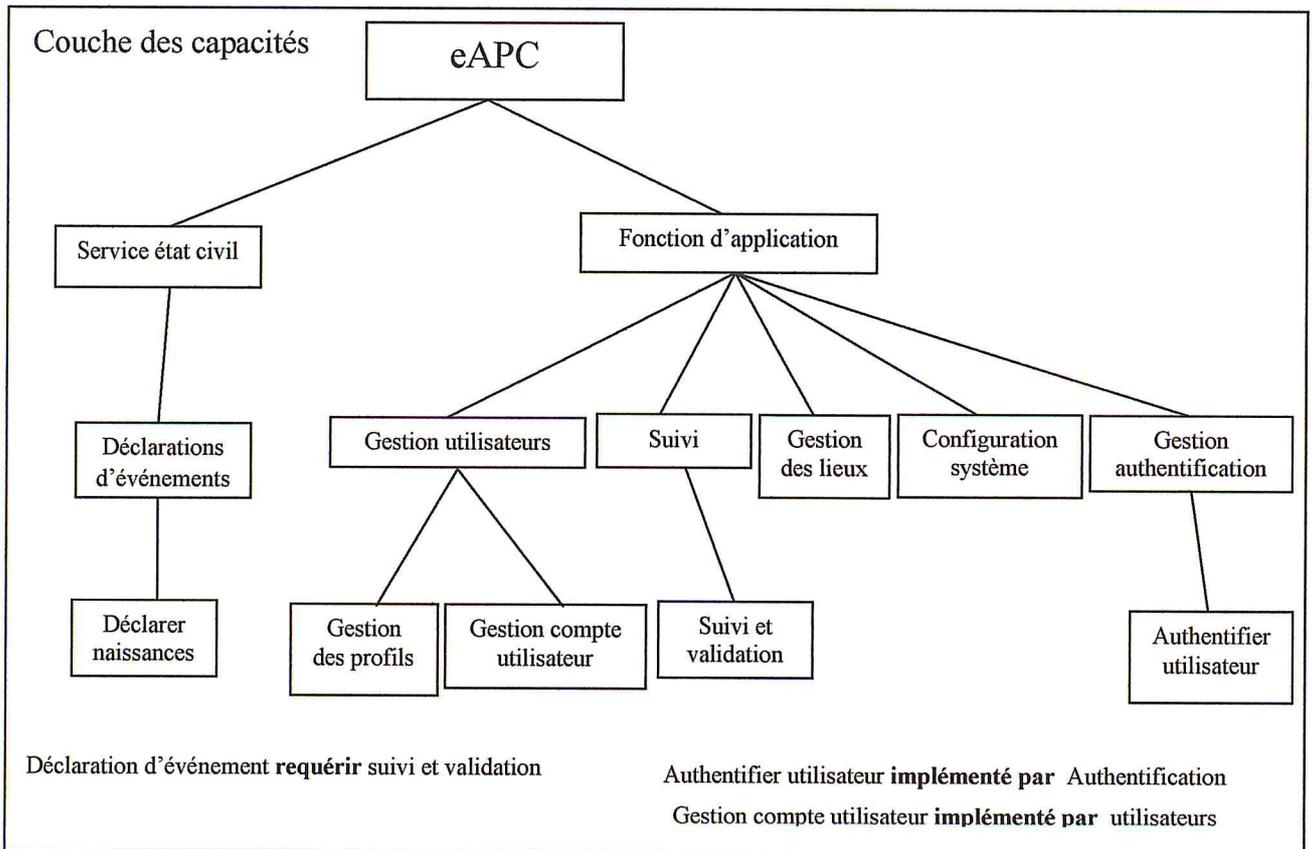 Couche des capacités
eAPC
Service état civil
Fonction d'application
Déclarations
d'événements
Gestion utilisateurs
Suivi
Gestion
des lieux
Configuration
système
Gestion
authentification
Déclarer
naissances
Gestion
des profils
Gestion compte
utilisateur
Suivi et
validation
Authentifier
utilisateur
Déclaration d'événement requérir suivi et validation
Authentifier utilisateur implémenté par Authentification
Gestion compte utilisateur implémenté par utilisateurs